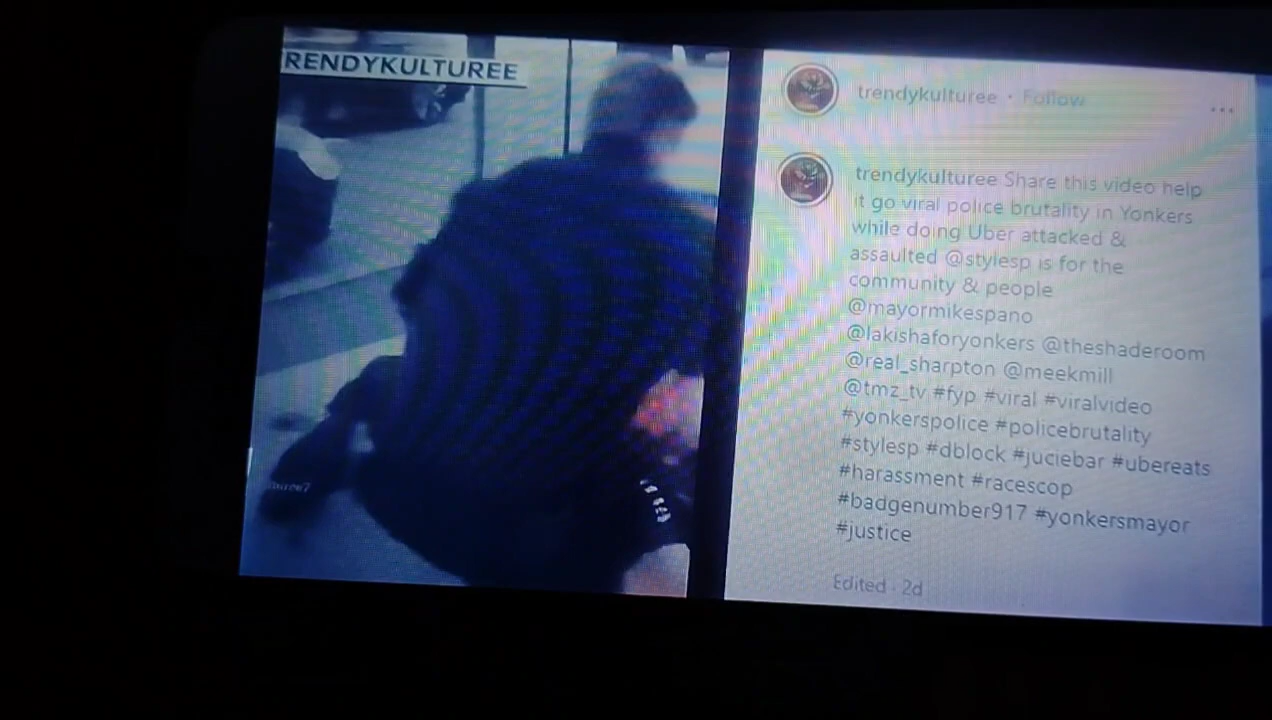 RENDYKULTUREE
trendykulturee · Follow
trendykulturee Share this video help
it go viral police brutality in Yonkers
while doing Uber attacked &
assaulted @stylesp is for the
community & people
@mayormikespano
@lakishaforyonkers @theshaderoom
@real_sharpton @meekmill
@tmz_tv #fyp #viral #viralvideo
#yonkerspolice #policebrutality
#stylesp #dblock #juciebar #ubereats
#harassment #racescop
#badgenumber917 #yonkersmayor
#justice
Edited · 2d